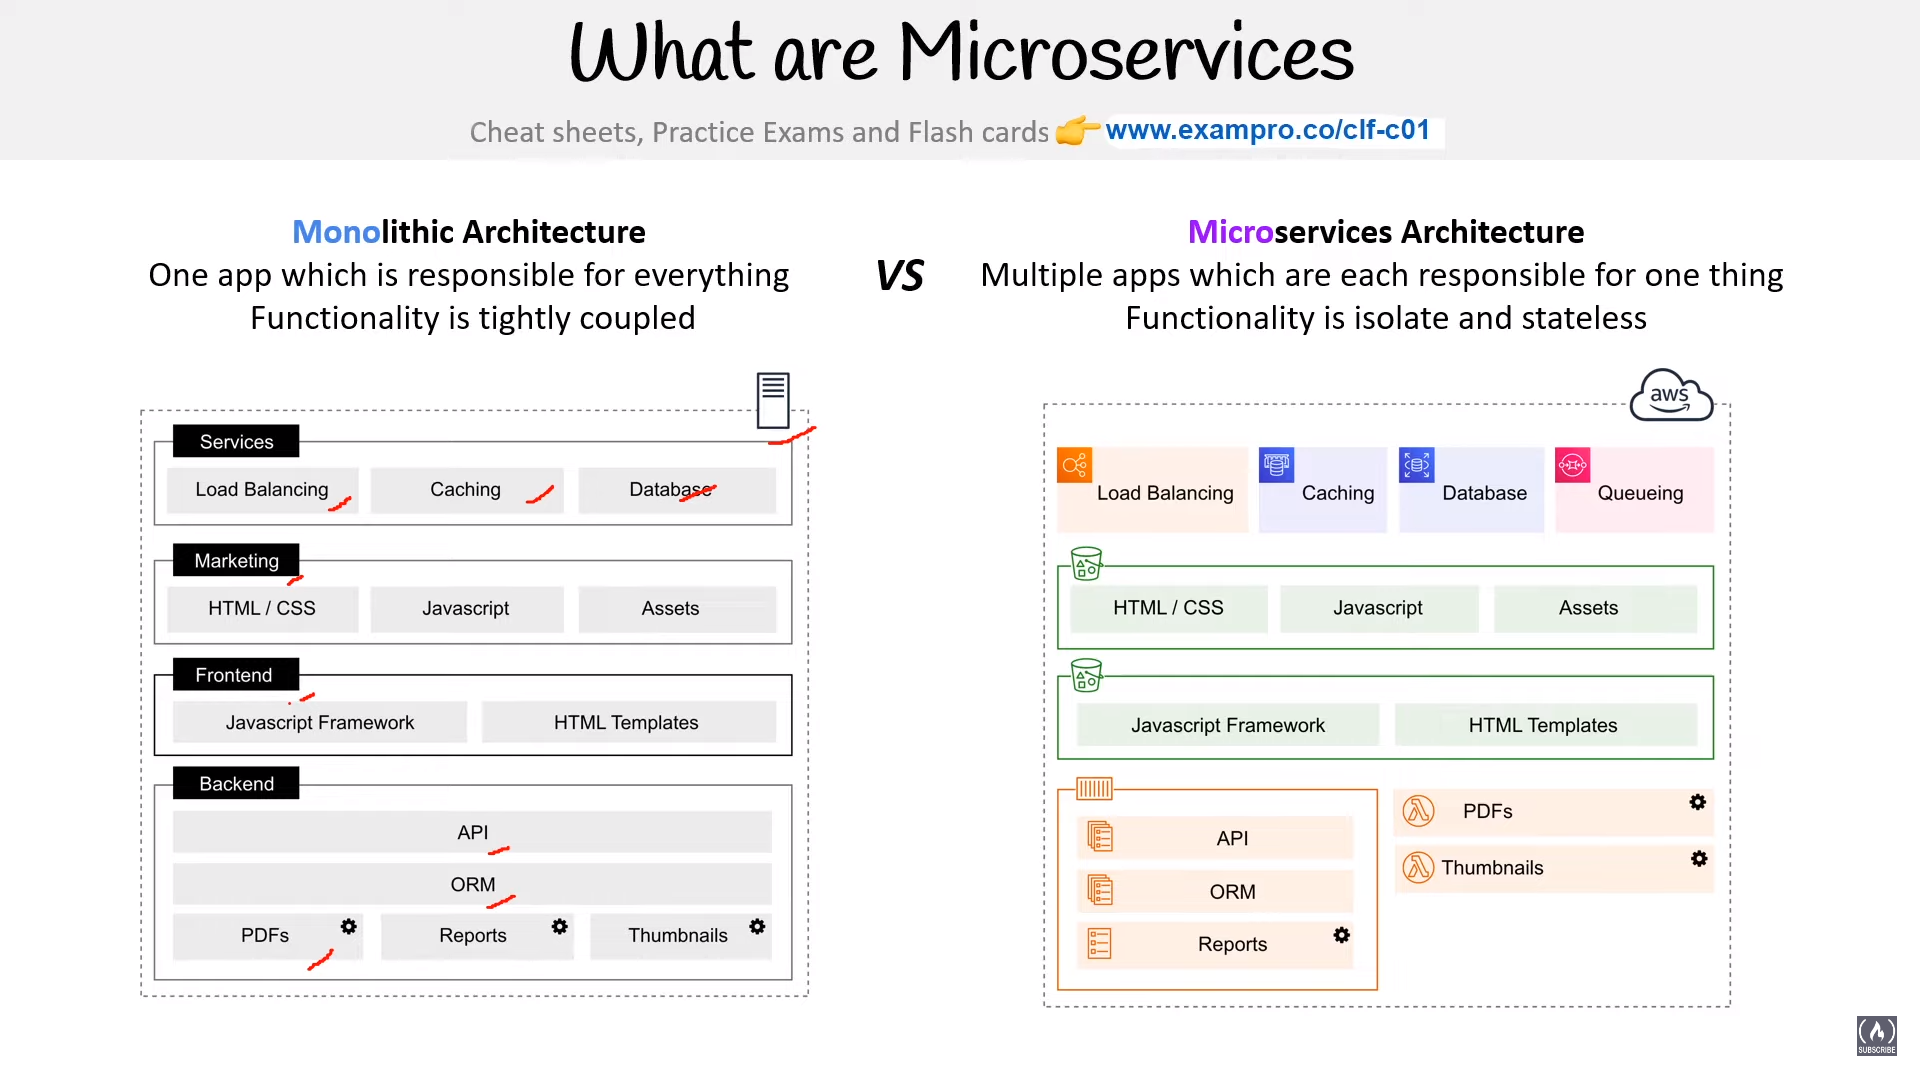 What are Microservices
Cheat sheets, Practice Exams and Flash cards 👉 www.exampro.co/clf-c01
Monolithic Architecture
One app which is responsible for everything
Functionality is tightly coupled
VS
Microservices Architecture
Multiple apps which are each responsible for one thing
Functionality is isolate and stateless
Services
Load Balancing
Caching
Database
Marketing
HTML / CSS
Javascript
Assets
Frontend
Javascript Framework
HTML Templates
Backend
API
ORM
PDFs
Reports
Thumbnails
aws
Load Balancing
Caching
Database
Queueing
HTML / CSS
Javascript
Assets
Javascript Framework
HTML Templates
API
ORM
Reports
PDFs
Thumbnails
SUBSCRIBE